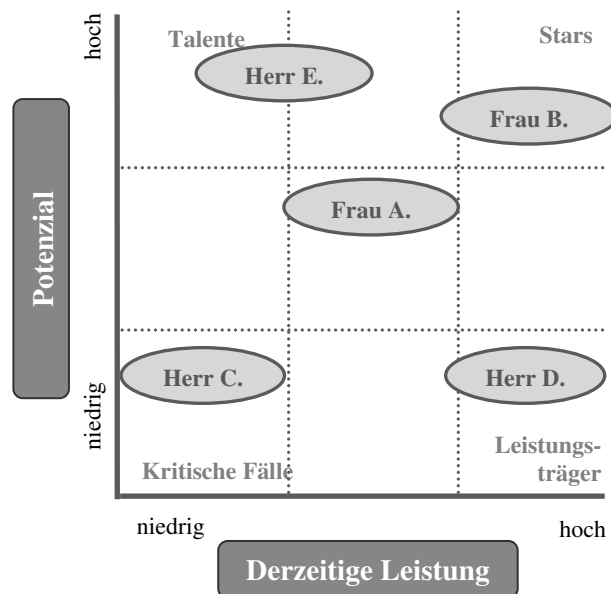 hoch
Talente
Stars
Herr E.
Frau B.
Potenzial
Frau A.
Herr C.
Herr D.
niedrig
Kritische Fälle
Leistungs-
träger
niedrig
hoch
Derzeitige Leistung